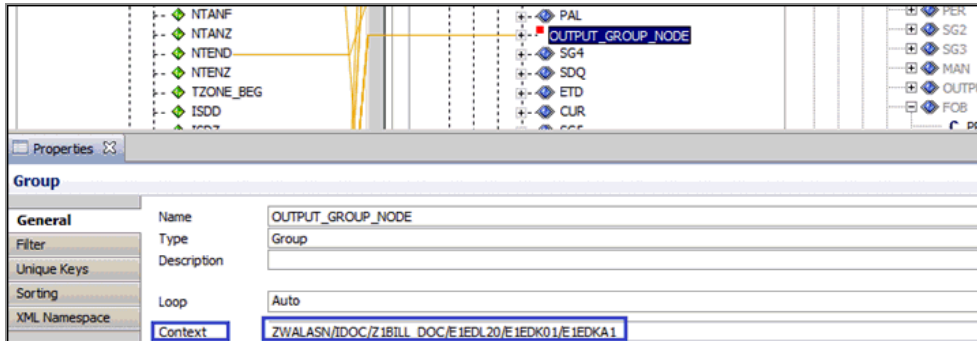 NTANF
NTANZ
NTEND
NTENZ
TZONE_BEG
ISDD
PAL
OUTPUT_GROUP_NODE
SG4
SDQ
ETD
CUR
PER
SG2
SG3
MAN
OUTPU
FOB
C
Properties
Group
General
Filter
Unique Keys
Sorting
XML Namespace
Name OUTPUT_GROUP_NODE
Type Group
Description
Loop Auto
Context ZWALASN/IDOC/Z1BILL_DOC/E1EDL20/E1EDK01/E1EDKA1